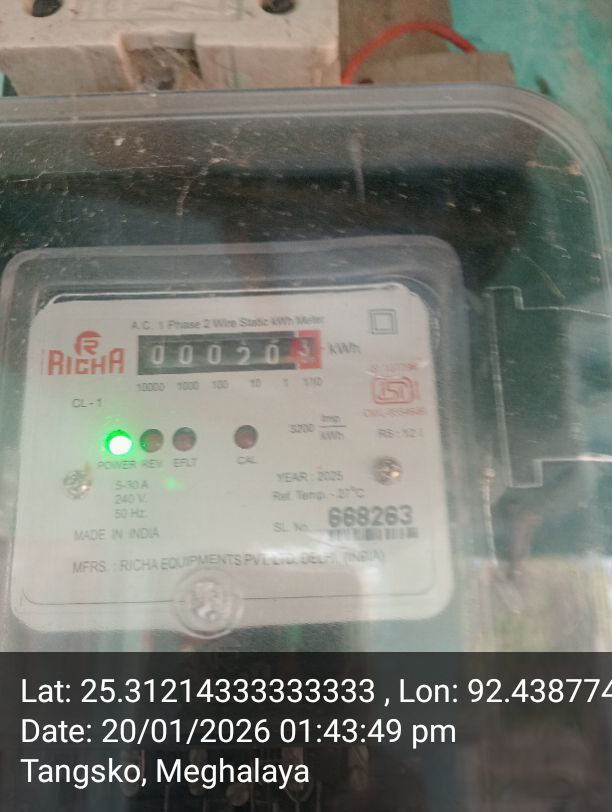 A.C. 1 Phase 2 Wire Static kWh Meter
RICHA
0 0 0 2 0 3 kWh
10000 1000 100 10 1 1/10
CL - 1
3200 Imp/kWh
POWER REV EFLT CAL
5-30 A
240 V.
50 Hz.
YEAR : 2025
Ref. Temp. - 27°C
MADE IN INDIA
SL. No. 668263
MFRS. : RICHA EQUIPMENTS PVT. LTD. DELHI, (INDIA)
Lat: 25.31214333333333 , Lon: 92.438774
Date: 20/01/2026 01:43:49 pm
Tangsko, Meghalaya